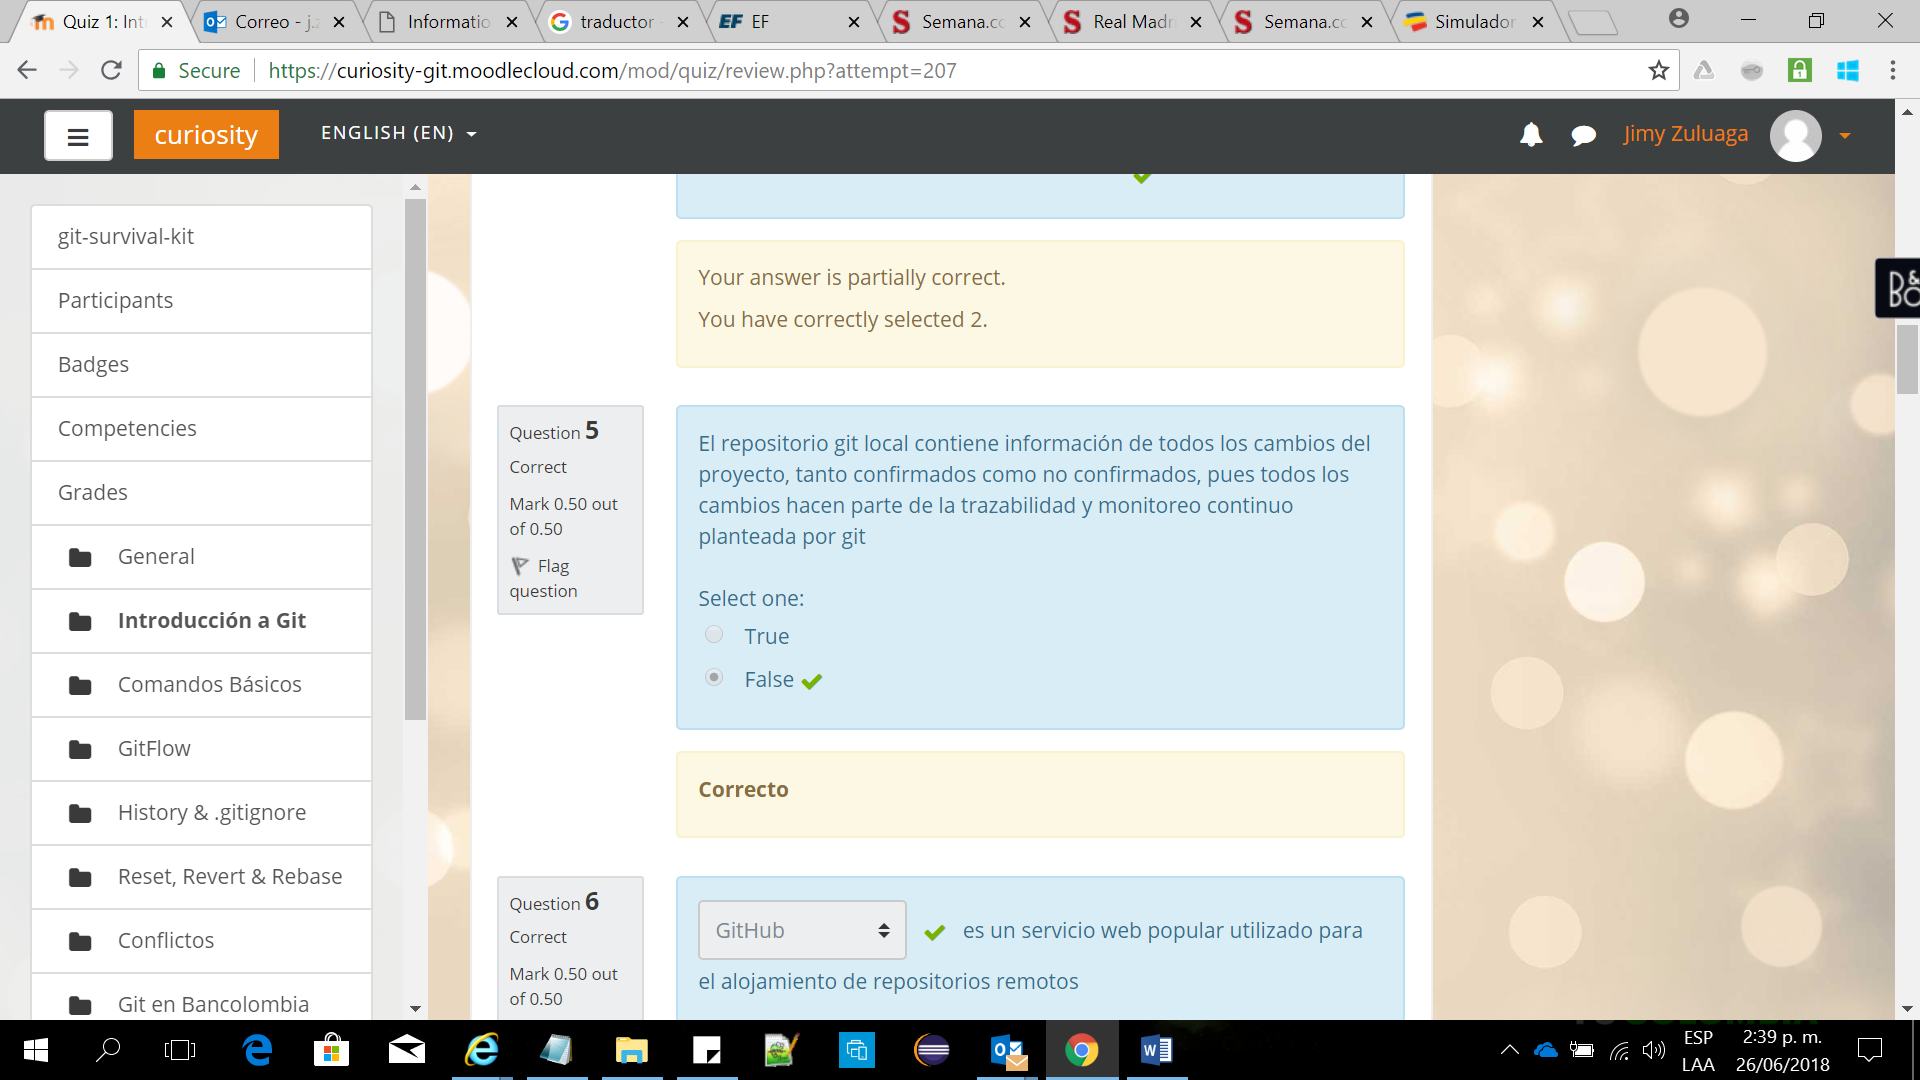 Quiz 1: Int
Correo - j.z
Informatio
traductor
EF EF
S Semana.co
S Real Madri
S Semana.co
Simulador
Secure
https://curiosity-git.moodlecloud.com/mod/quiz/review.php?attempt=207
curiosity
ENGLISH (EN)
Jimy Zuluaga
git-survival-kit
Participants
Badges
Competencies
Grades
General
Introducción a Git
Comandos Básicos
GitFlow
History & .gitignore
Reset, Revert & Rebase
Conflictos
Git en Bancolombia
Your answer is partially correct.
You have correctly selected 2.
Question 5
Correct
Mark 0.50 out
of 0.50
Flag
question
El repositorio git local contiene información de todos los cambios del
proyecto, tanto confirmados como no confirmados, pues todos los
cambios hacen parte de la trazabilidad y monitoreo continuo
planteada por git
Select one:
True
False
Correcto
Question 6
Correct
Mark 0.50 out
of 0.50
GitHub es un servicio web popular utilizado para
el alojamiento de repositorios remotos
ESP
LAA
2:39 p. m.
26/06/2018